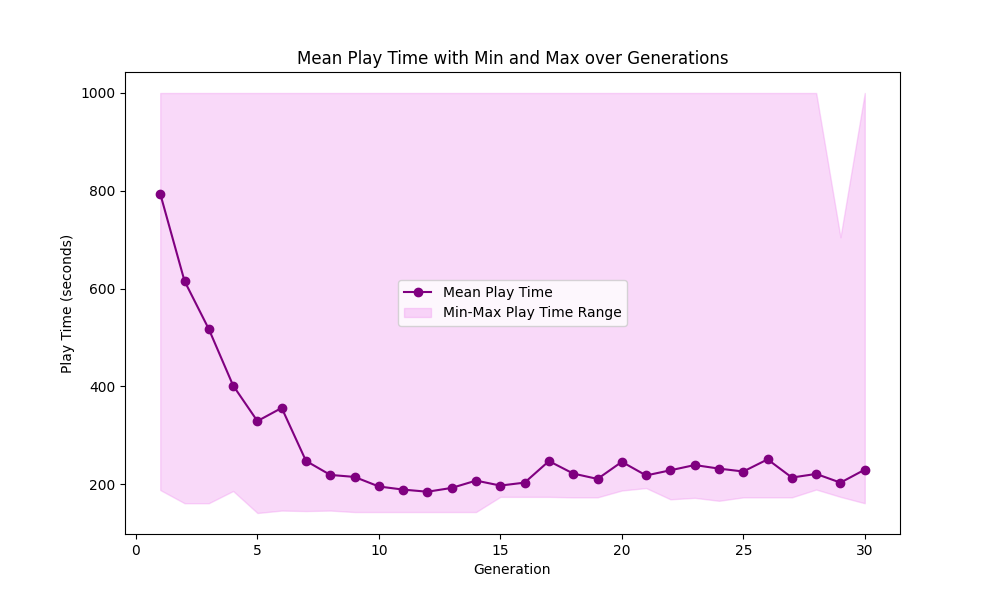 Mean Play Time with Min and Max over Generations
1000
800
600
400
200
Play Time (seconds)
Mean Play Time
Min-Max Play Time Range
0 5 10 15 20 25 30
Generation